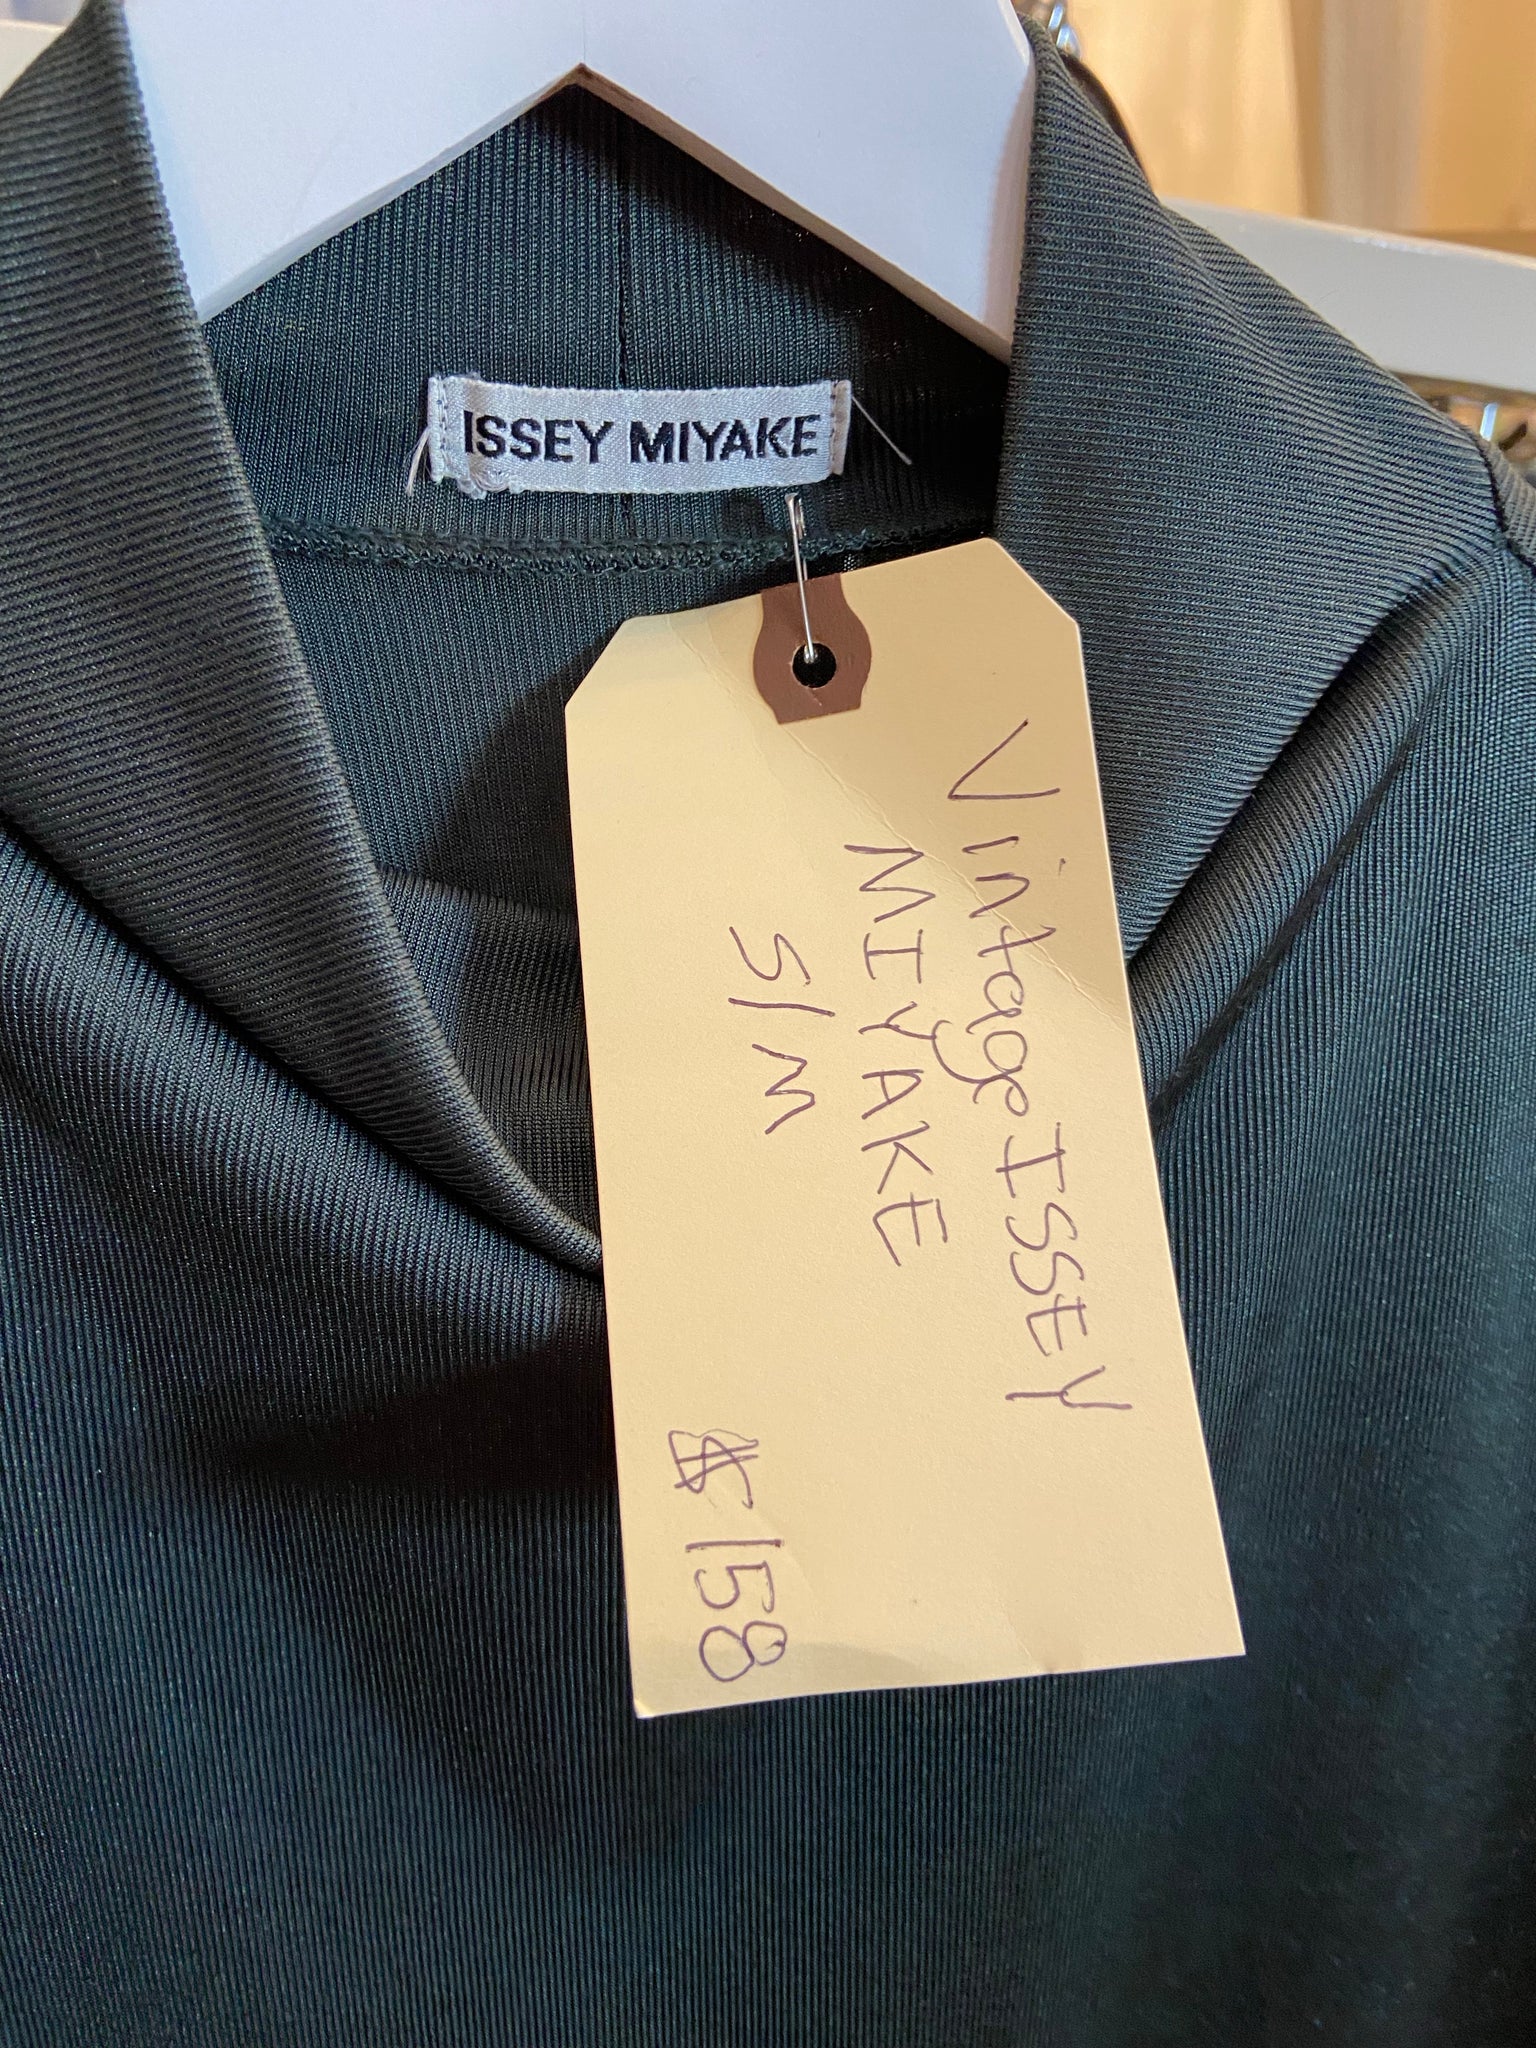 ISSEY MIYAKE
Vintage ISSEY
MIYAKE
S/M
$158